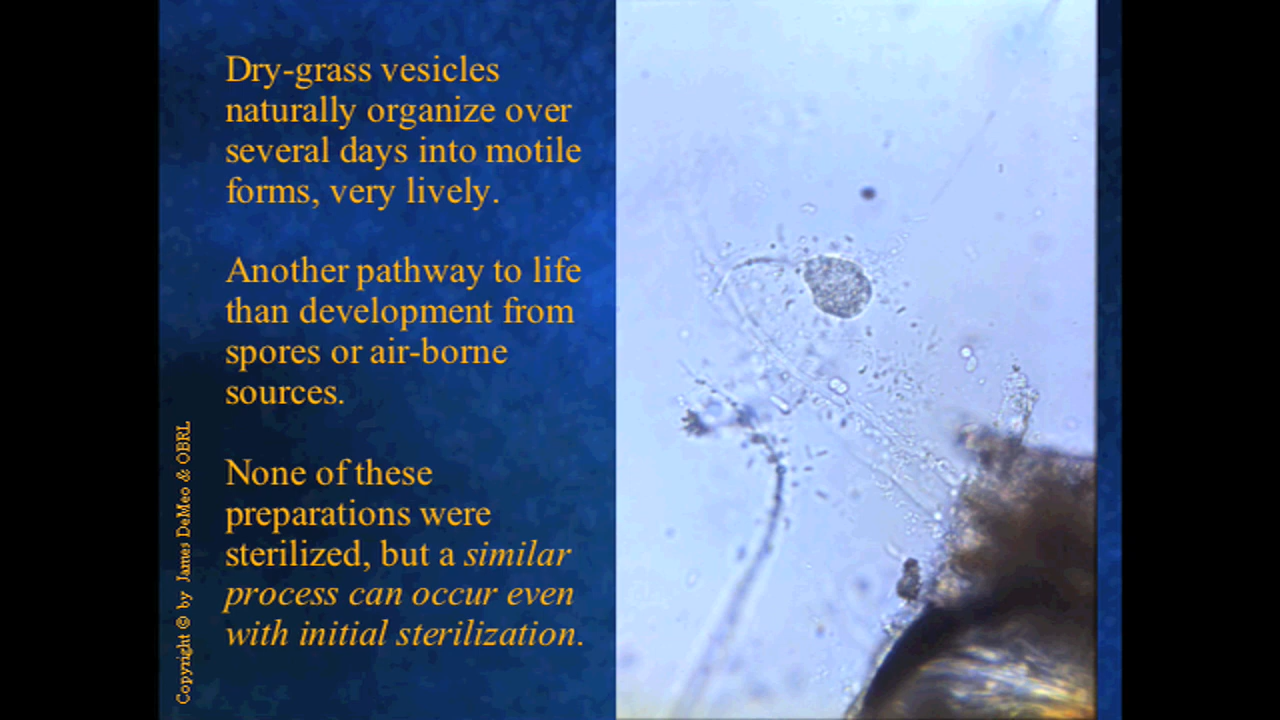 Dry-grass vesicles
naturally organize over
several days into motile
forms, very lively.
Another pathway to life
than development from
spores or air-borne
sources.
None of these
preparations were
sterilized, but a similar
process can occur even
with initial sterilization.
Copyright © by James DeMeo & OBRL